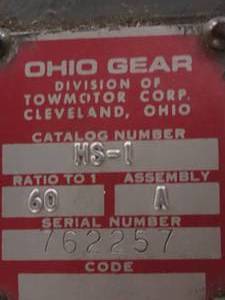 OHIO GEAR
DIVISION OF
TOWMOTOR CORP.
CLEVELAND, OHIO
CATALOG NUMBER
MS-1
RATIO TO 1 ASSEMBLY
60 A
SERIAL NUMBER
762257
CODE